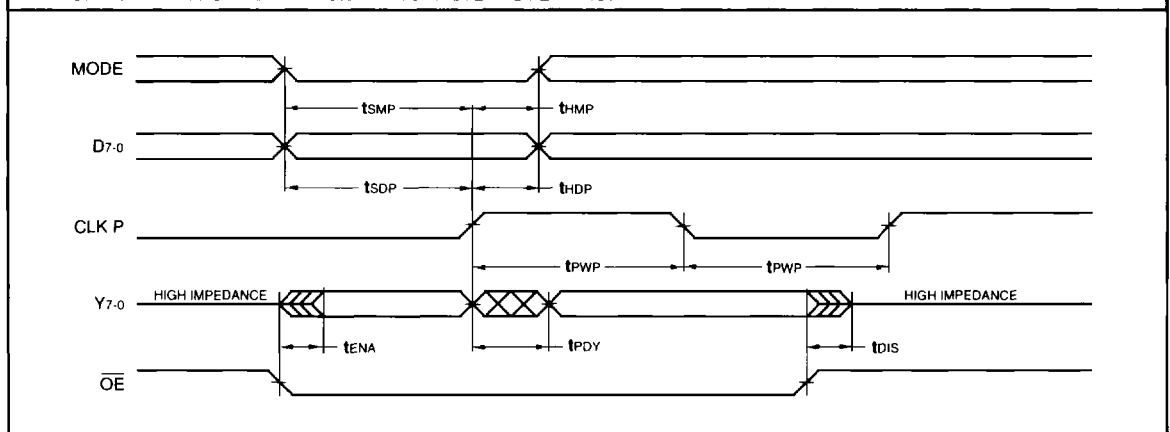 MODE
tSMP tHMP
D7-0
tSDP tHDP
CLK P
tPWP tPWP
Y7-0 HIGH IMPEDANCE HIGH IMPEDANCE
tENA tPDY tDIS
OE